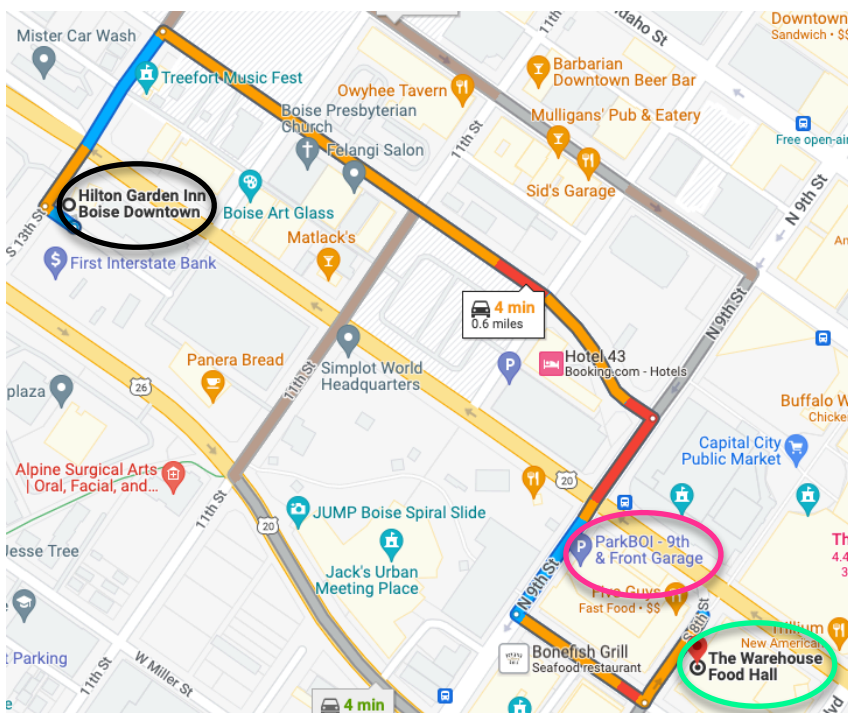 Downtown
Sandwich • $$
Idaho St
Mister Car Wash
Treefort Music Fest
Barbarian
Downtown Beer Bar
Owyhee Tavern
Boise Presbyterian
Church
Mulligans' Pub & Eatery
11th St
Free open-air
Felangi Salon
Sid's Garage
N 9th St
Hilton Garden Inn
Boise Downtown
Boise Art Glass
S 13th St
Matlack's
First Interstate Bank
An
4 min
0.6 miles
N 9th St
Simplot World
Headquarters
Hotel 43
Booking.com - Hotels
Panera Bread
11th St
26
plaza
Buffalo W
Chicke
Capital City
Public Market
Alpine Surgical Arts
| Oral, Facial, and...
20
11th St
20
JUMP Boise Spiral Slide
ParkBOI - 9th
& Front Garage
Th
4.4
3
Jesse Tree
Jack's Urban
Meeting Place
N 9th St
Five Guys
Fast Food • $$
S 8th St
Trillium
New American
t Parking
W Miller St
11th St
Bonefish Grill
Seafood restaurant
The Warehouse
Food Hall
4 min
lvd
e